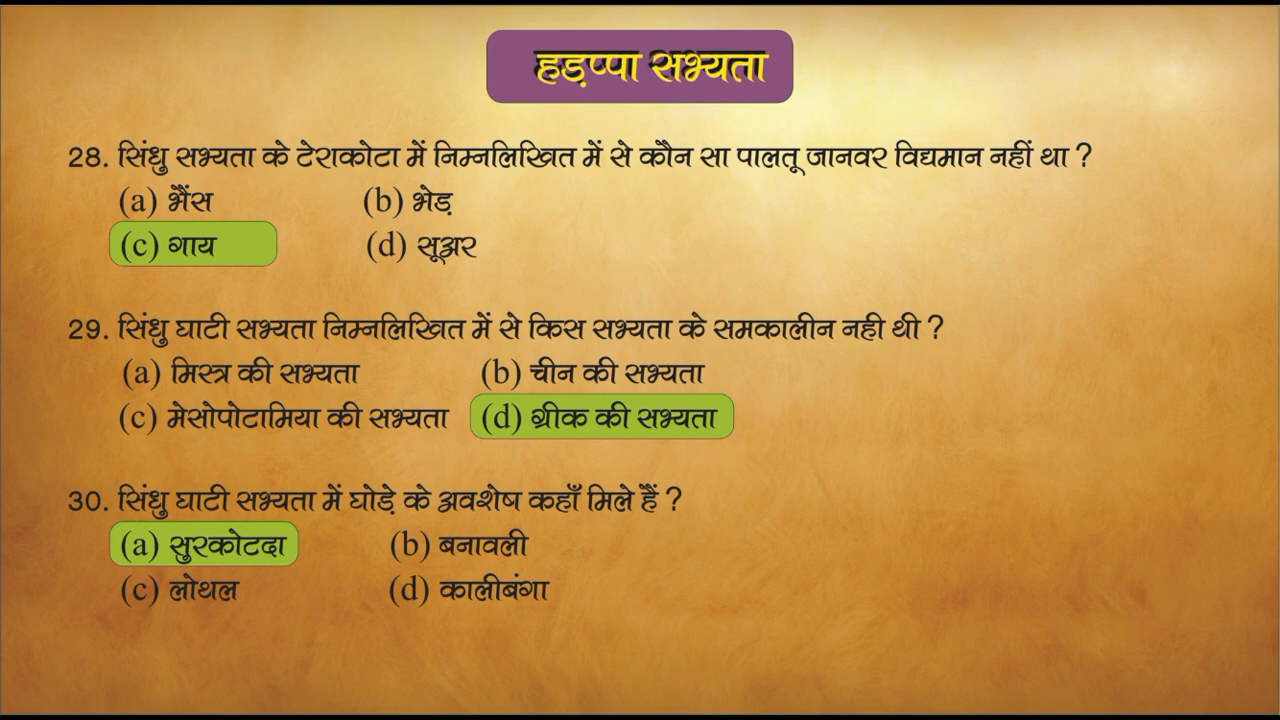 हड़प्पा सभ्यता
28. सिंधु सभ्यता के टेराकोटा में निम्नलिखित में से कौन सा पालतू जानवर विद्यमान नहीं था ?
(a) भैंस (b) भेड़
(c) गाय (d) सूअर
29. सिंधु घाटी सभ्यता निम्नलिखित में से किस सभ्यता के समकालीन नही थी ?
(a) मिस्त्र की सभ्यता (b) चीन की सभ्यता
(c) मेसोपोटामिया की सभ्यता (d) ग्रीक की सभ्यता
30. सिंधु घाटी सभ्यता में घोड़े के अवशेष कहाँ मिले हैं ?
(a) सुरकोटदा (b) बनावली
(c) लोथल (d) कालीबंगा